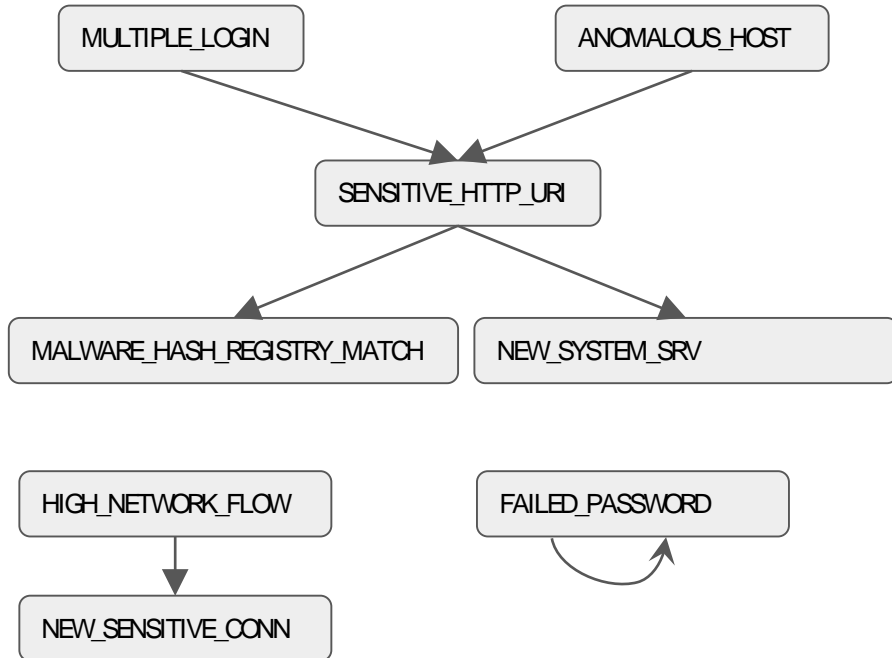 MULTIPLE_LOGIN
ANOMALOUS_HOST
SENSITIVE_HTTP_URI
MALWARE_HASH_REGISTRY_MATCH
NEW_SYSTEM_SRV
HIGH_NETWORK_FLOW
FAILED_PASSWORD
NEW_SENSITIVE_CONN